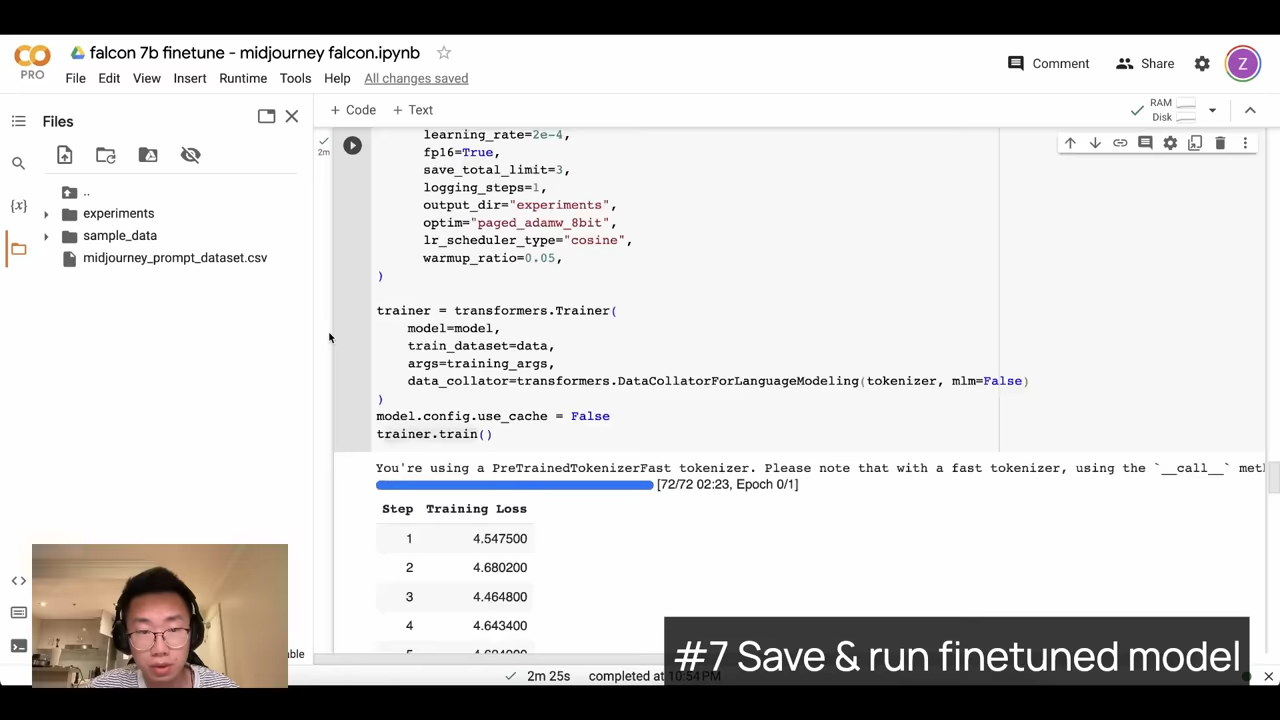 falcon 7b finetune - midjourney falcon.ipynb
PRO
File Edit View Insert Runtime Tools Help All changes saved
Comment
Share
Z
Files
+ Code + Text
RAM
Disk
..
experiments
sample_data
midjourney_prompt_dataset.csv
{x}
2m
learning_rate=2e-4,
fp16=True,
save_total_limit=3,
logging_steps=1,
output_dir="experiments",
optim="paged_adamw_8bit",
lr_scheduler_type="cosine",
warmup_ratio=0.05,
)
trainer = transformers.Trainer(
model=model,
train_dataset=data,
args=training_args,
data_collator=transformers.DataCollatorForLanguageModeling(tokenizer, mlm=False)
)
model.config.use_cache = False
trainer.train()
You're using a PreTrainedTokenizerFast tokenizer. Please note that with a fast tokenizer, using the `__call__` met
[72/72 02:23, Epoch 0/1]
Step Training Loss
1 4.547500
2 4.680200
3 4.464800
4 4.643400
#7 Save & run finetuned model
2m 25s completed at 10:54 PM